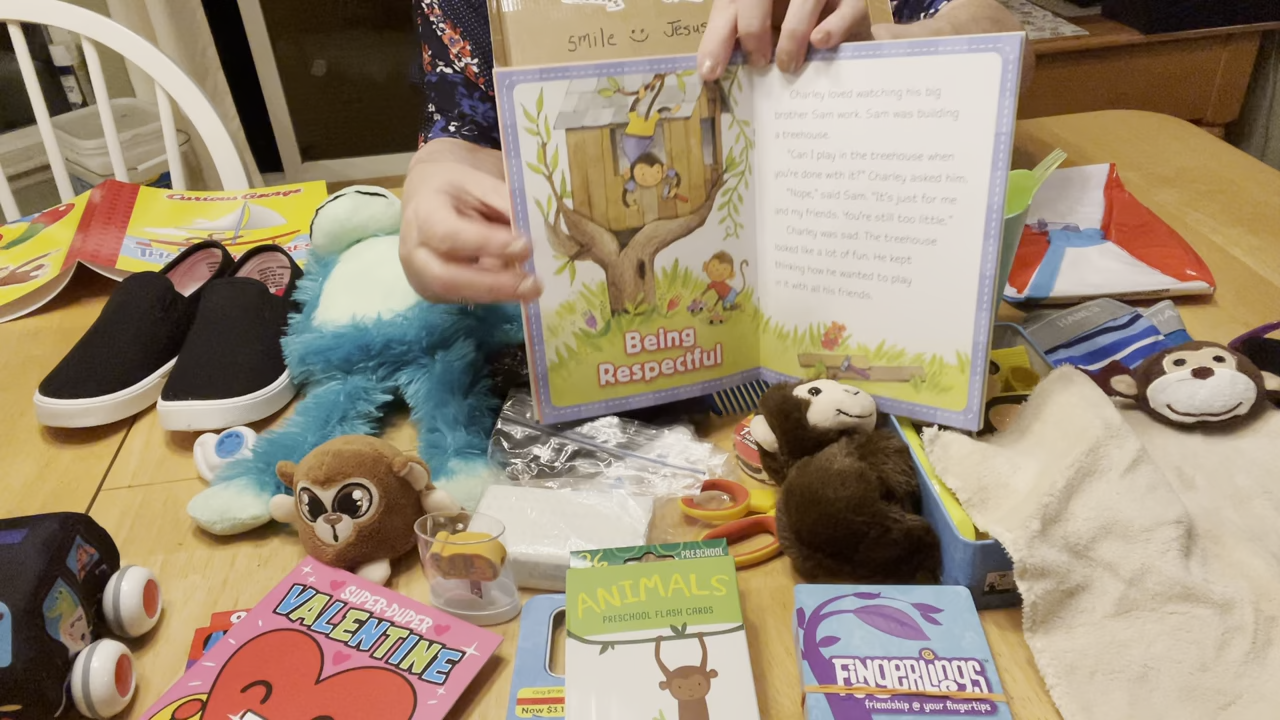 smile Jesus
Charley loved watching his big
brother Sam work. Sam was building
a treehouse.
"Can I play in the treehouse when
you're done with it?" Charley asked him.
"Nope," said Sam. "It's just for me
and my friends. You're still too little."
Charley was sad. The treehouse
looked like a lot of fun. He kept
thinking how he wanted to play
in it with all his friends.
Being
Respectful
Curious George
HANES
HA
SUPER-DUPER
VALENTINE
PRESCHOOL
ANIMALS
PRESCHOOL FLASH CARDS
Now $3.1
FINGERLINGS
friendship @ your fingertips